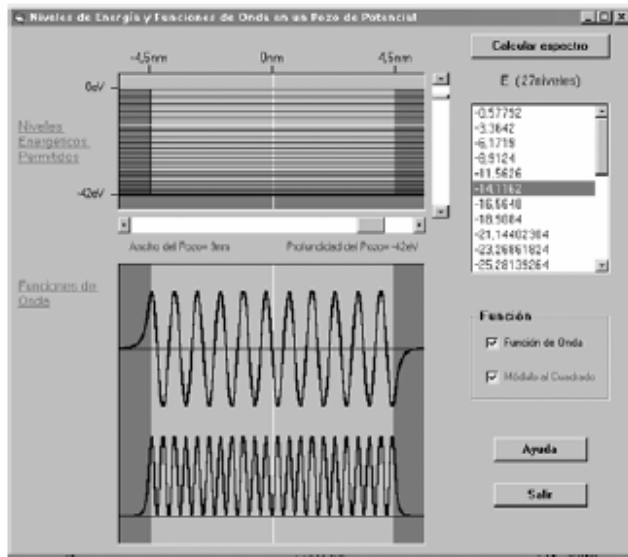 Niveles de Energía y Funciones de Onda en un Pozo de Potencial
-4,5nm 0nm 4,5nm
0eV
Niveles
Energéticos
Permitidos
-42eV
Ancho del Pozo= 9nm Profundidad del Pozo= -42eV
Funciones de
Onda
Calcular espectro
E (27niveles)
-0,57792
-3,3642
-6,1719
-8,9124
-11,5626
-14,1162
-16,5640
-18,9084
-21,14402304
-23,26861824
-25,28139264
Función
Función de Onda
Módulo al Cuadrado
Ayuda
Salir